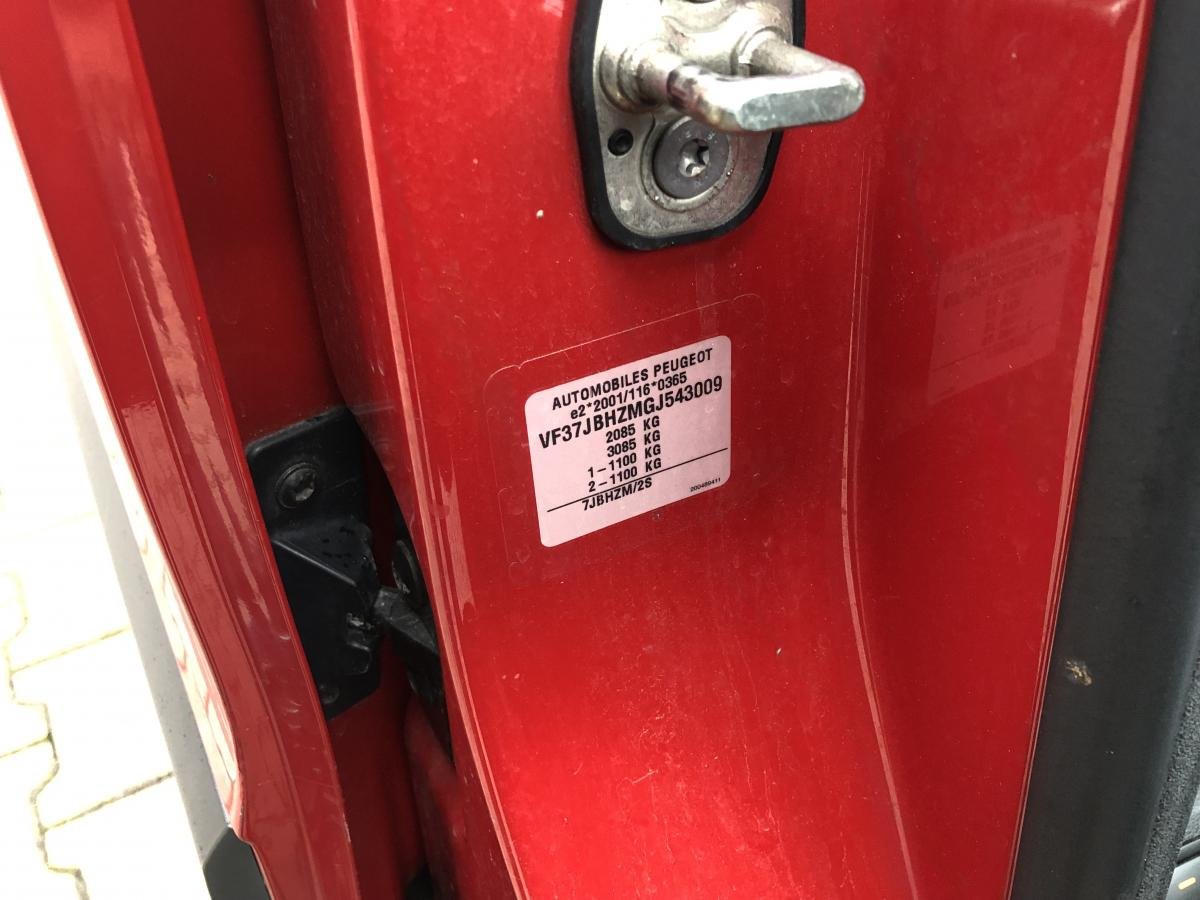 AUTOMOBILES PEUGEOT
e2*2001/116*0365
VF37JBHZMGJ543009
2085 KG
3085 KG
1-1100 KG
2-1100 KG
7JBHZM/2S
200489411